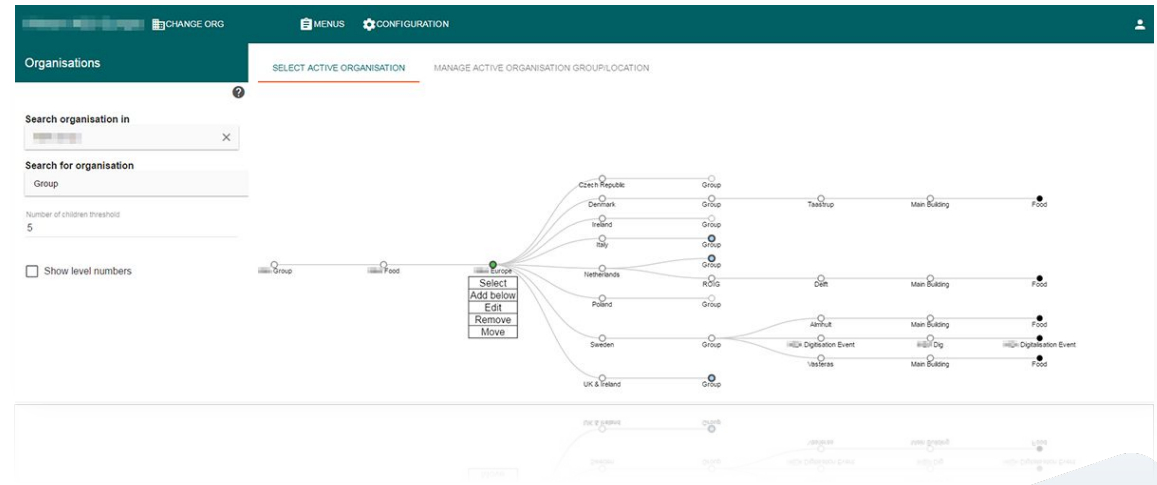 CHANGE ORG MENUS CONFIGURATION
Organisations
SELECT ACTIVE ORGANISATION MANAGE ACTIVE ORGANISATION GROUP/LOCATION
Search organisation in
Search for organisation
Group
Number of children threshold
5
Show level numbers
Czech Republic Group
Denmark Group Taastrup Main Building Food
Ireland Group
Italy Group
Group
Group Food Europe Netherlands
Select
ROIG Delft Main Building Food
Add below
Edit
Poland Group
Remove
Almhult Main Building Food
Move
Sweden Group Digitisation Event Dig Digitalisation Event
Vasteras Main Building Food
UK & Ireland Group